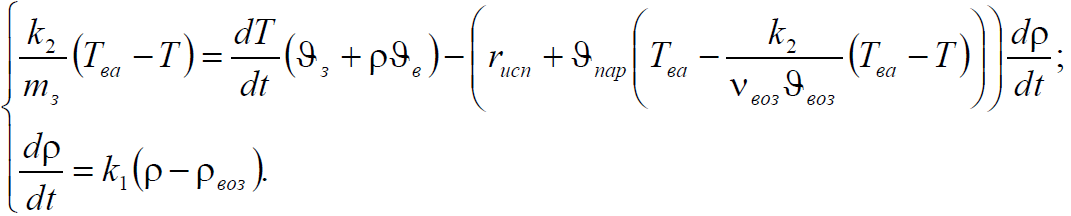 k₂/m_з (T_ва − T) = dT/dt (ϑ_з + ρϑ_в) − (r_исп + ϑ_пар (T_ва − k₂/(ν_воз ϑ_воз) (T_ва − T))) dρ/dt;
dρ/dt = k₁(ρ − ρ_воз).